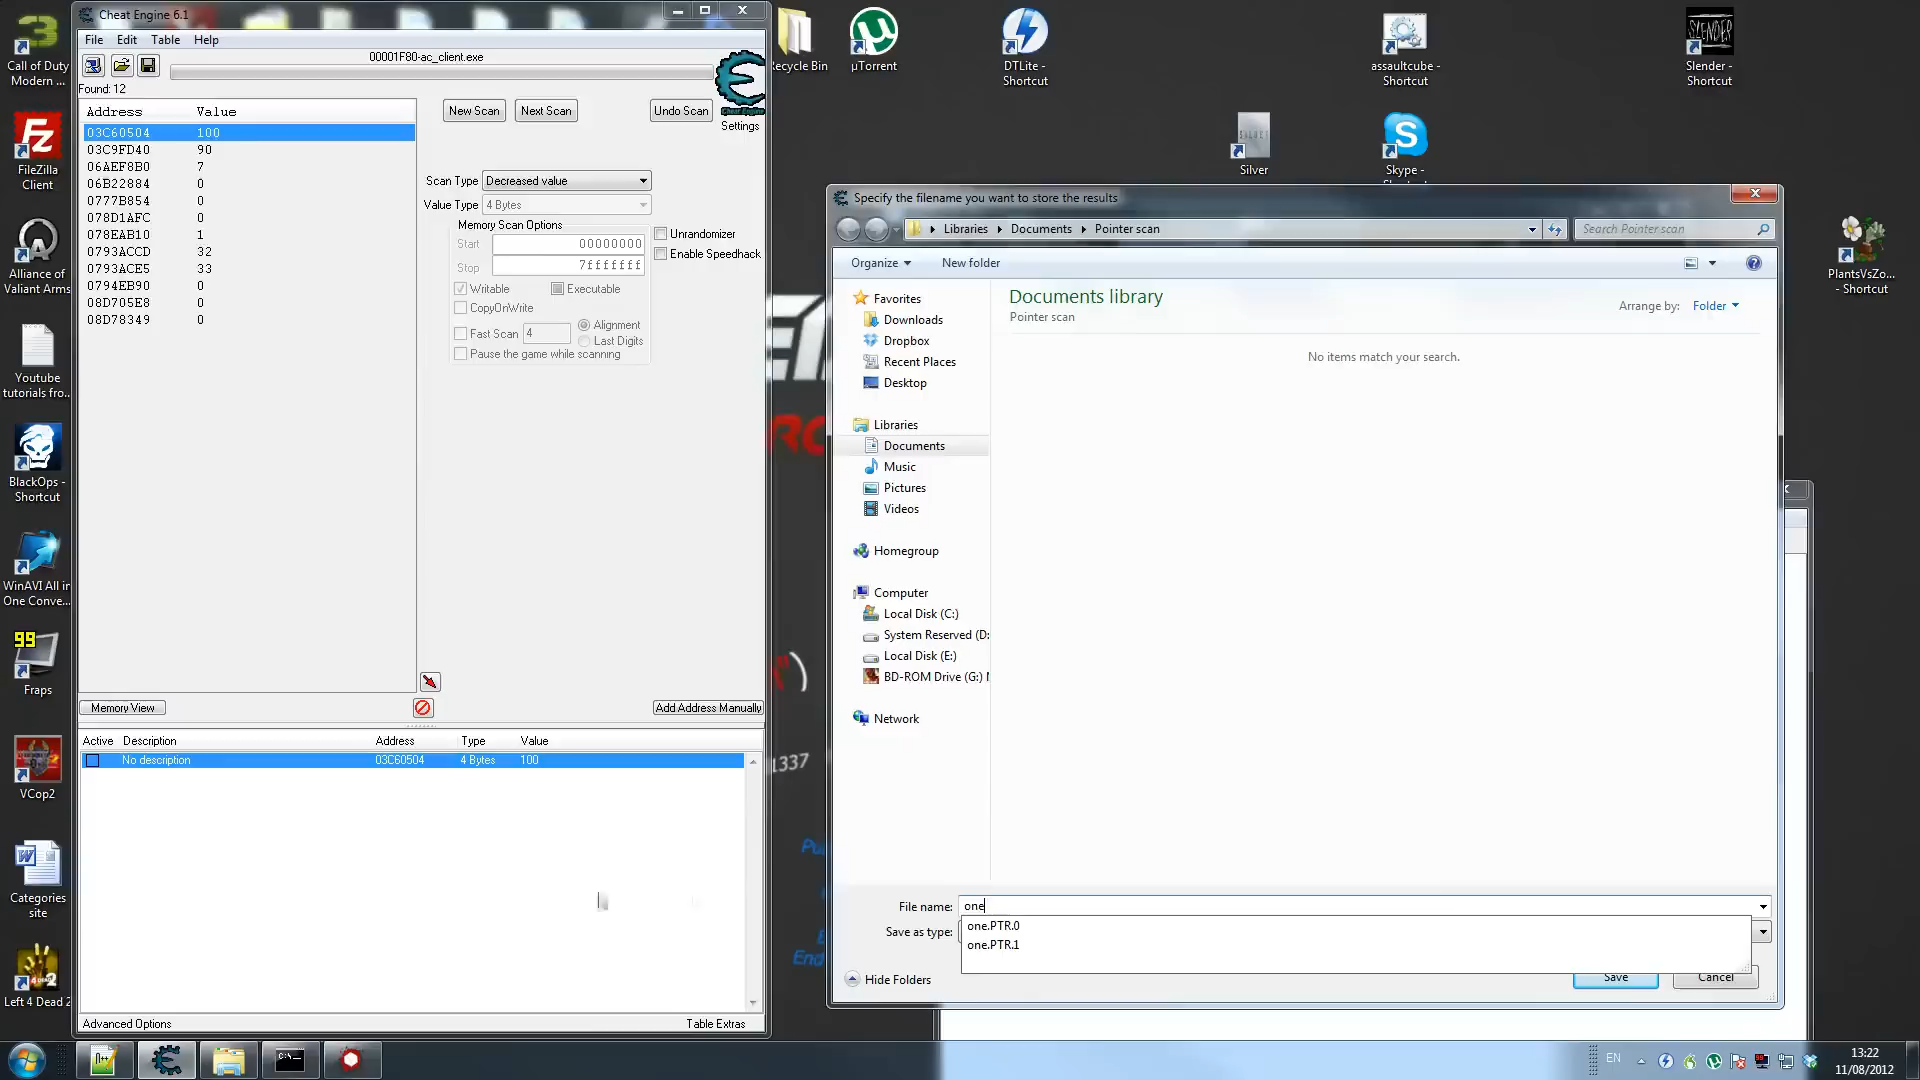 Cheat Engine 6.1
File Edit Table Help
00001F80-ac_client.exe
Found: 12
Address Value
03C60504 100
03C9FD40 90
06AEF8B0 7
06B22884 0
0777B854 0
078D1AFC 0
078EAB10 1
0793ACCD 32
0793ACE5 33
0794EB90 0
08D705E8 0
08D78349 0
New Scan Next Scan Undo Scan
Settings
Scan Type Decreased value
Value Type 4 Bytes
Memory Scan Options
Start 00000000
Stop 7fffffff
Writable Executable
CopyOnWrite
Fast Scan 4 Alignment
Last Digits
Pause the game while scanning
Unrandomizer
Enable Speedhack
Memory View
Add Address Manually
Active Description Address Type Value
No description 03C60504 4 Bytes 100
Advanced Options Table Extras
Call of Duty
Modern ...
FileZilla
Client
Alliance of
Valiant Arms
Youtube
tutorials fro...
BlackOps -
Shortcut
WinAVI All in
One Conve...
99
Fraps
VCop2
Categories
site
Left 4 Dead 2
Recycle Bin
µTorrent
DTLite -
Shortcut
assaultcube -
Shortcut
SLENDER
Slender -
Shortcut
Silver
Skype -
PlantsVsZo...
- Shortcut
1337
Specify the filename you want to store the results
Libraries Documents Pointer scan
Search Pointer scan
Organize New folder
Favorites
Downloads
Dropbox
Recent Places
Desktop
Libraries
Documents
Music
Pictures
Videos
Homegroup
Computer
Local Disk (C:)
System Reserved (D:
Local Disk (E:)
BD-ROM Drive (G:)
Network
Documents library
Pointer scan
Arrange by: Folder
No items match your search.
File name: one
one.PTR.0
one.PTR.1
Save as type:
Hide Folders
Save Cancel
EN
13:22
11/08/2012